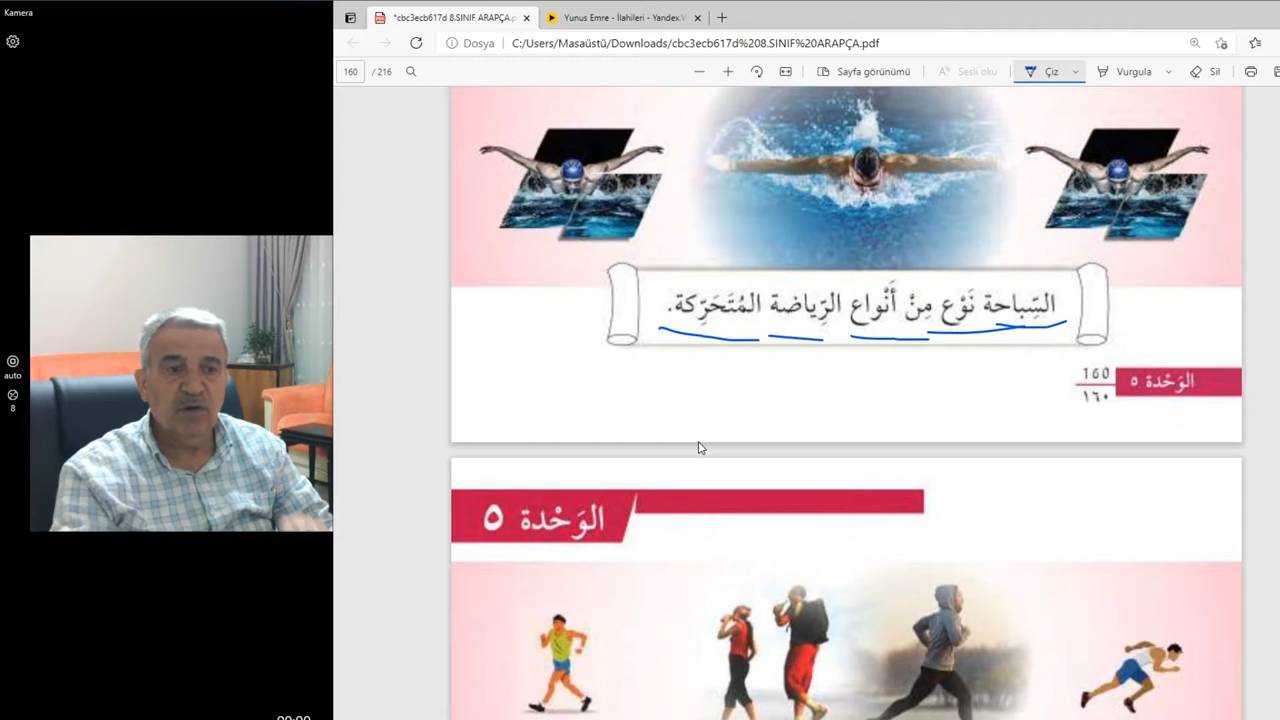 Kamera
*cbc3ecb617d 8.SINIF ARAPÇA.p
Yunus Emre - İlahileri - Yandex.V
Dosya
C:/Users/Masaüstü/Downloads/cbc3ecb617d%208.SINIF%20ARAPÇA.pdf
160 / 216
Sayfa görünümü
Sesli oku
Çiz
Vurgula
Sil
السِّباحة نَوْع مِنْ أَنْواع الرِّياضة المُتَحَرِّكة.
160
١٦٠
الوَحْدة ٥
auto
8
الوَحْدة ٥
00:00